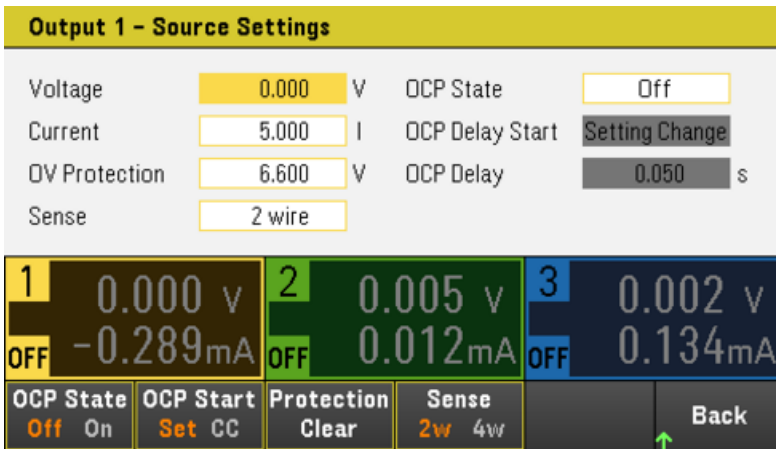 Output 1 - Source Settings
Voltage 0.000 V OCP State Off
Current 5.000 I OCP Delay Start Setting Change
OV Protection 6.600 V OCP Delay 0.050 s
Sense 2 wire
1 0.000 V 2 0.005 V 3 0.002 V
OFF -0.289mA OFF 0.012mA OFF 0.134mA
OCP State OCP Start Protection Sense
Off On Set CC Clear 2w 4w Back